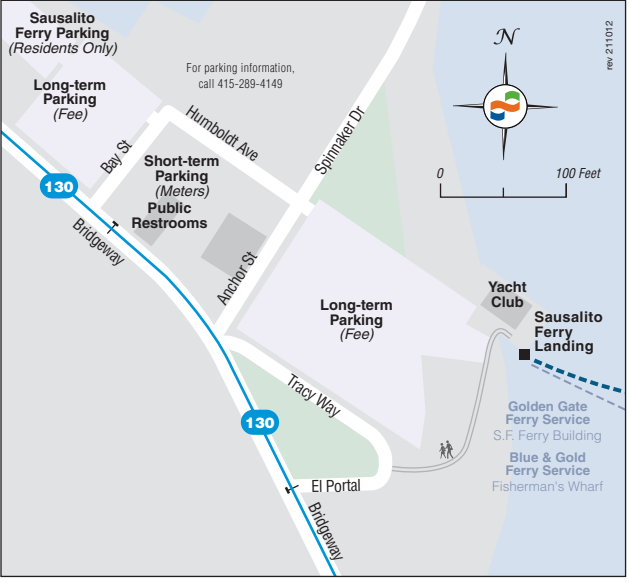 Sausalito
Ferry Parking
(Residents Only)
Long-term
Parking
(Fee)
For parking information,
call 415-289-4149
N
rev 211012
0
100 Feet
Humboldt Ave
Spinnaker Dr
Bay St
Short-term
Parking
(Meters)
Public
Restrooms
130
Bridgeway
Anchor St
Long-term
Parking
(Fee)
Yacht
Club
Sausalito
Ferry
Landing
Tracy Way
130
Golden Gate
Ferry Service
S.F. Ferry Building
Blue & Gold
Ferry Service
Fisherman's Wharf
El Portal
Bridgeway